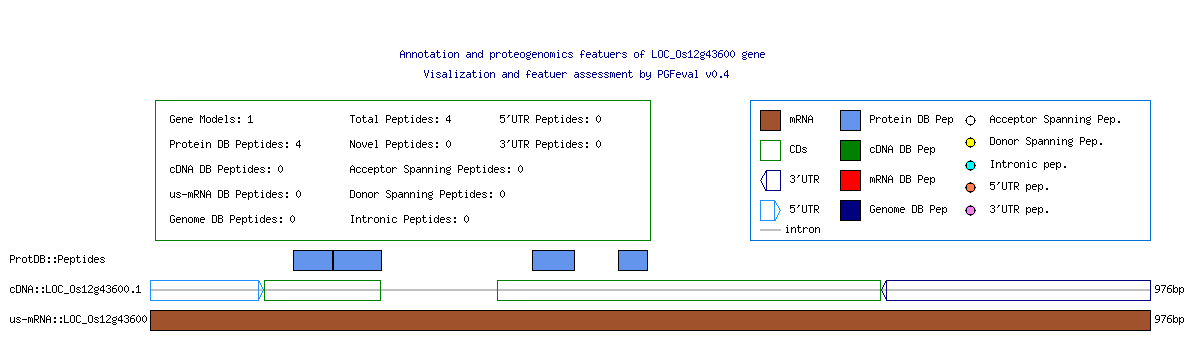 Annotation and proteogenomics featuers of LOC_Os12g43600 gene
Visalization and featuer assessment by PGFeval v0.4
Gene Models: 1 Total Peptides: 4 5'UTR Peptides: 0
Protein DB Peptides: 4 Novel Peptides: 0 3'UTR Peptides: 0
cDNA DB Peptides: 0 Acceptor Spanning Peptides: 0
us-mRNA DB Peptides: 0 Donor Spanning Peptides: 0
Genome DB Peptides: 0 Intronic Peptides: 0
mRNA Protein DB Pep Acceptor Spanning Pep.
CDs cDNA DB Pep Donor Spanning Pep.
3'UTR mRNA DB Pep Intronic pep.
5'UTR Genome DB Pep 5'UTR pep.
intron 3'UTR pep.
ProtDB::Peptides
cDNA::LOC_Os12g43600.1 976bp
us-mRNA::LOC_Os12g43600 976bp